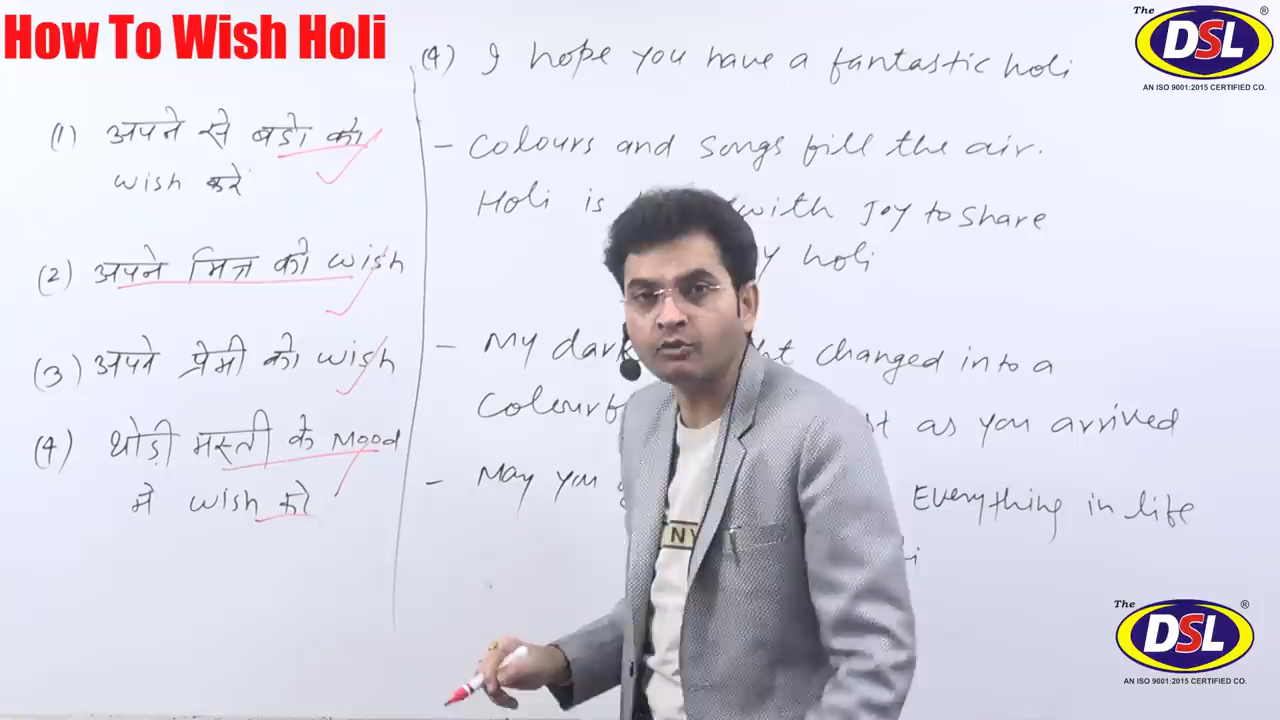 How To Wish Holi
(1) अपने से बडो को
wish करें
(2) अपने मित्र को wish
(3) अपने प्रेमी को wish
(4) थोड़ी मस्ती के Mood
में wish करे
(4) I hope you have a fantastic holi
- Colours and songs fill the air.
Holi is with Joy to share
holi
- My dark changed into a
as you arrived
- May you Everything in life
NY
The
DSL
®
AN ISO 9001:2015 CERTIFIED CO.
The
DSL
®
AN ISO 9001:2015 CERTIFIED CO.